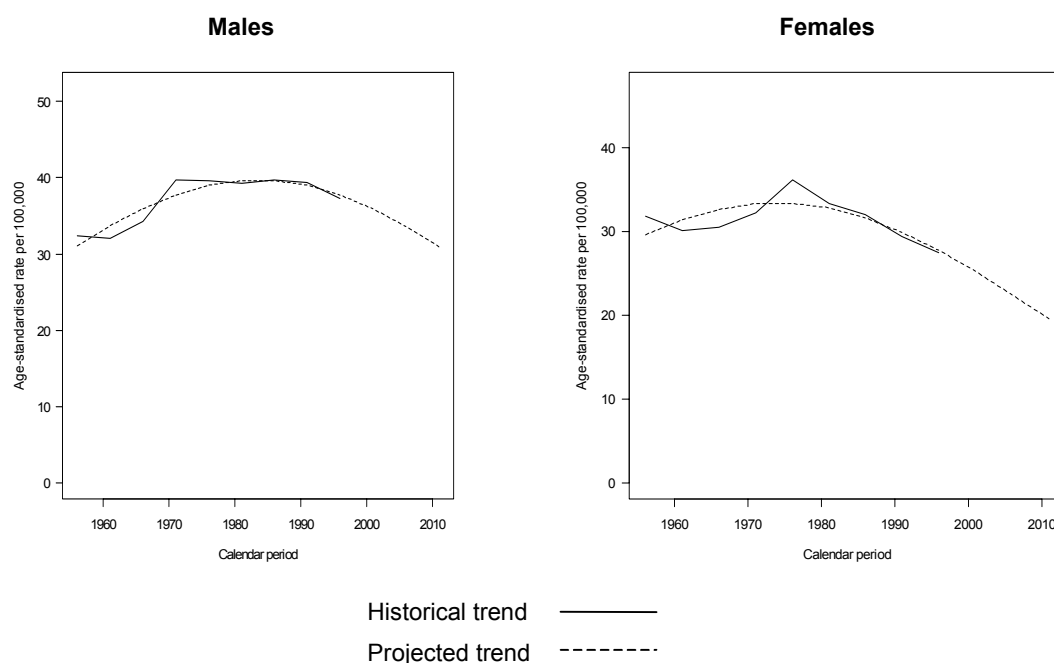 Males
Females
Age-standardised rate per 100,000
50
40
30
20
10
0
1960 1970 1980 1990 2000 2010
Calendar period
Age-standardised rate per 100,000
40
30
20
10
0
1960 1970 1980 1990 2000 2010
Calendar period
Historical trend
Projected trend